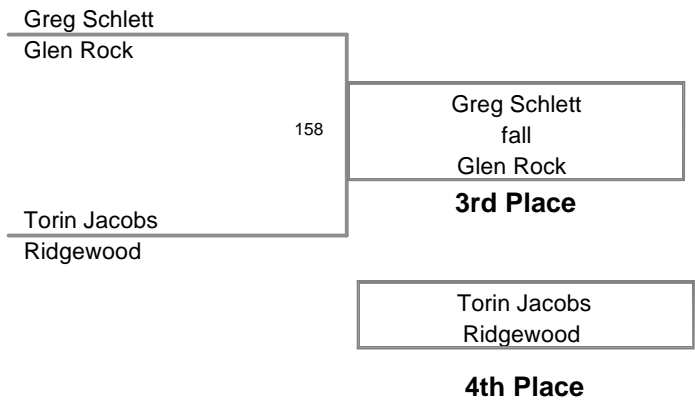 Greg Schlett
Glen Rock
158
Greg Schlett
fall
Glen Rock
3rd Place
Torin Jacobs
Ridgewood
Torin Jacobs
Ridgewood
4th Place